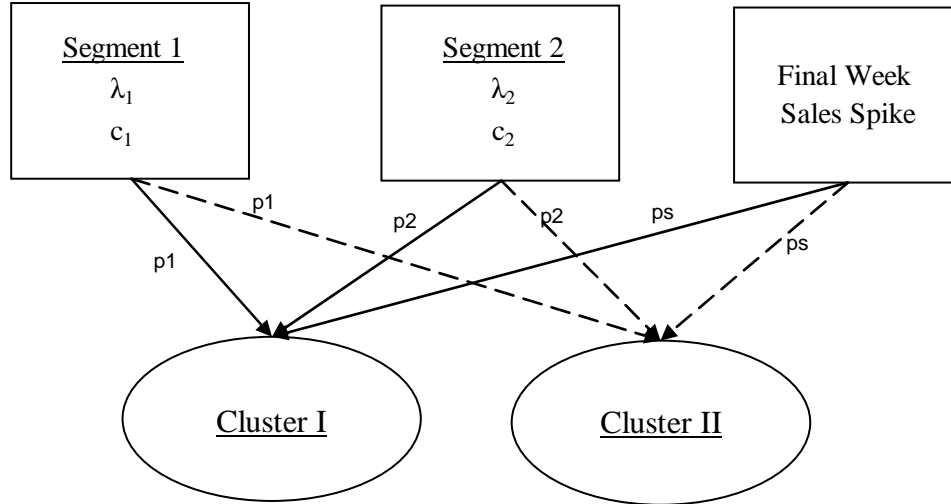 Segment 1
λ₁
c₁
Segment 2
λ₂
c₂
Final Week
Sales Spike
p1
p1
p2
p2
ps
ps
Cluster I
Cluster II